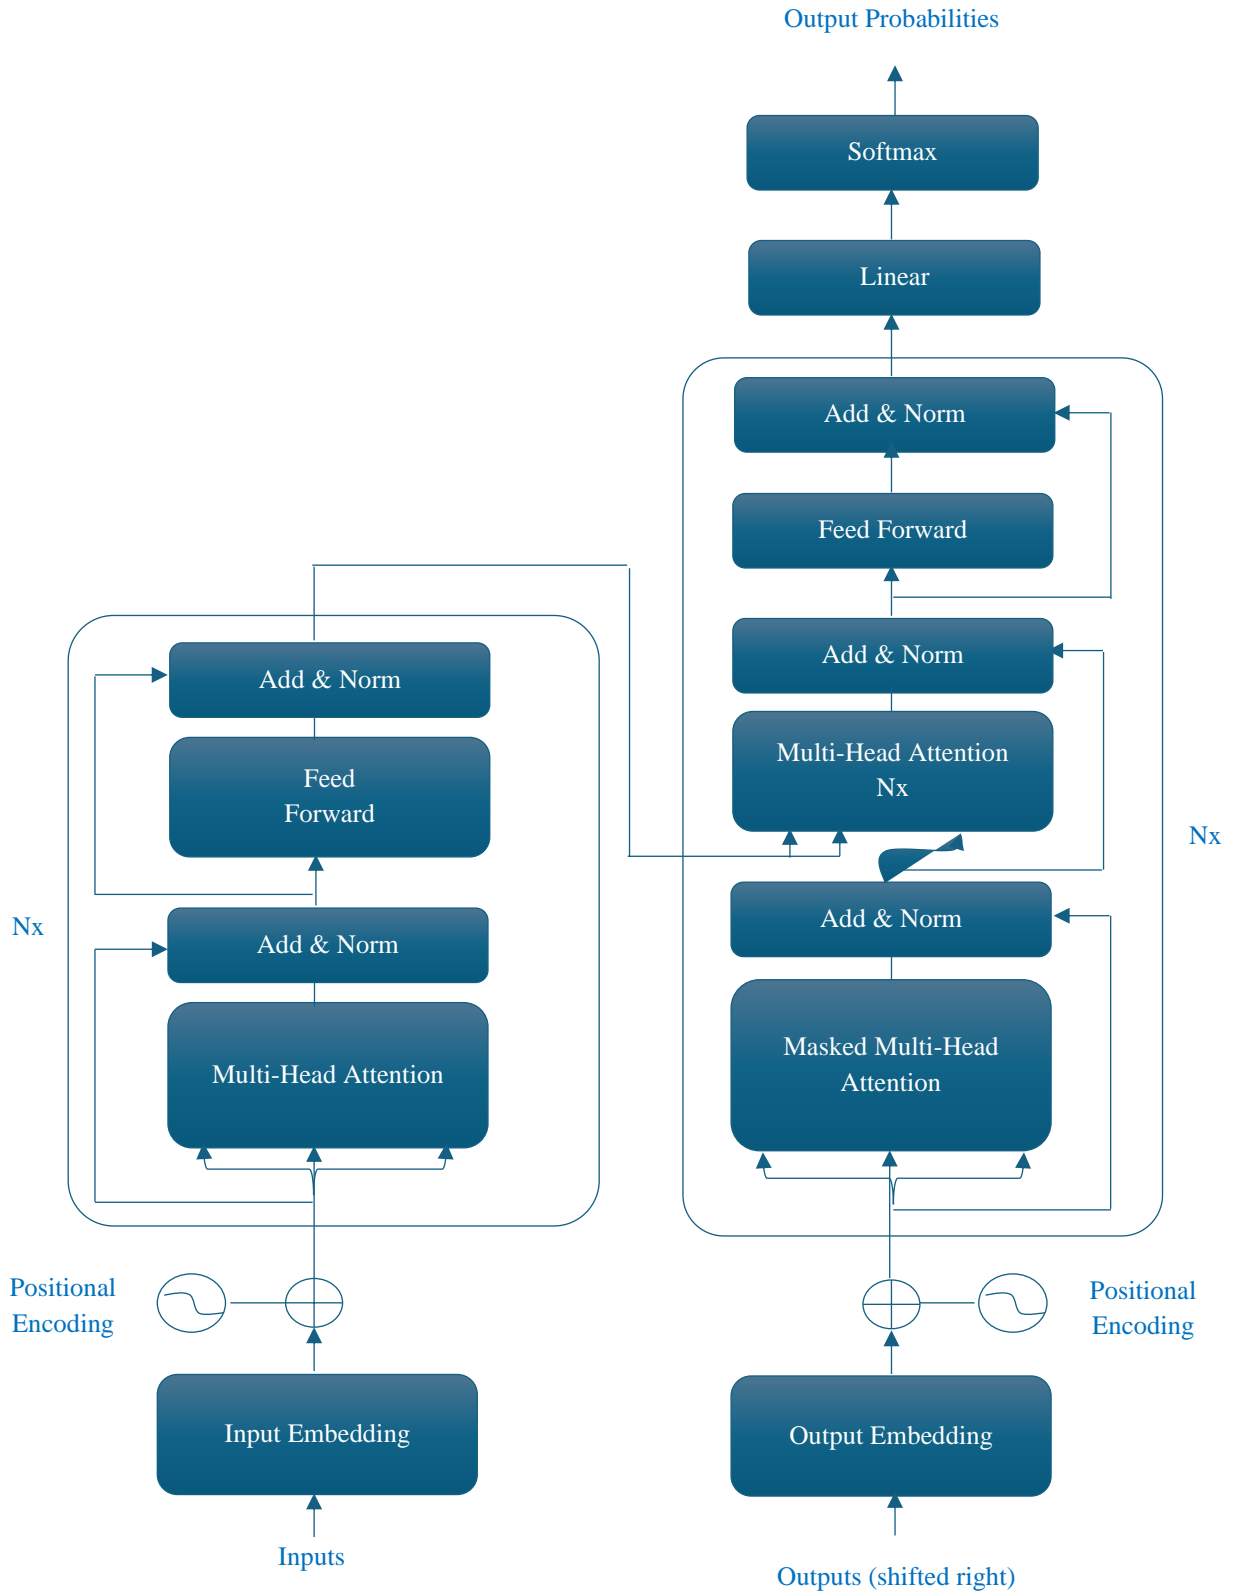 Output Probabilities
Softmax
Linear
Add & Norm
Feed Forward
Add & Norm
Multi-Head Attention
Nx
Nx
Add & Norm
Masked Multi-Head
Attention
Add & Norm
Feed
Forward
Nx
Add & Norm
Multi-Head Attention
Positional
Encoding
Positional
Encoding
Input Embedding
Output Embedding
Inputs
Outputs (shifted right)